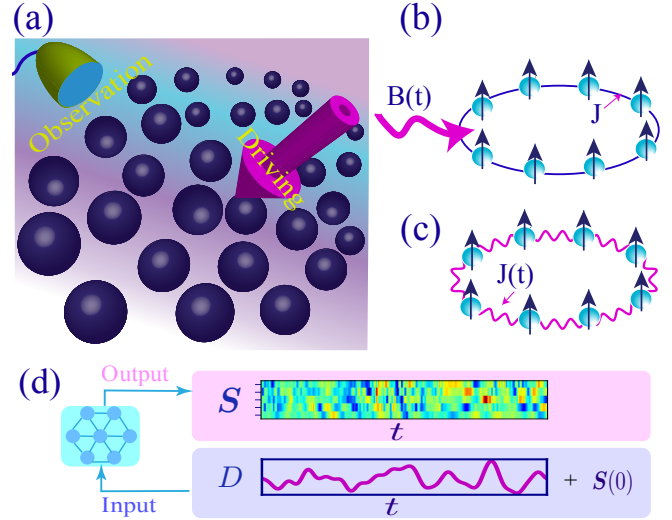 (a)
Observation
Driving
(b)
B(t)
J
(c)
J(t)
(d)
Output
S
t
Input
D
t
+ S(0)